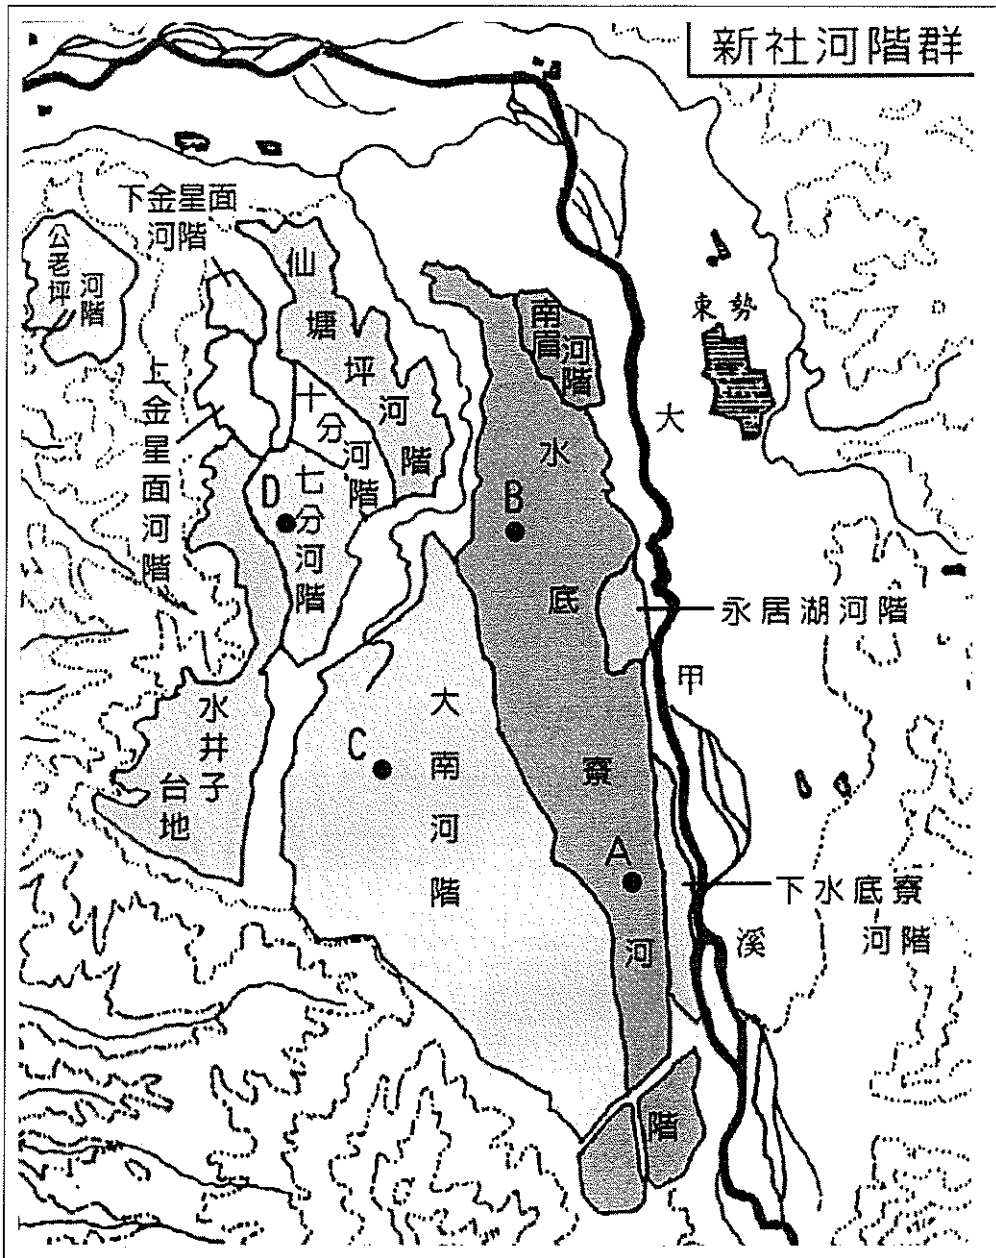 新社河階群
下金星面
河階
公老坪
河階
仙塘坪河階
南眉
河階
東勢
上金星面河階
十分
河階
七分河階
D
B
水底寮河階
大甲溪
永居湖河階
水井子
台地
大南河階
C
A
下水底寮
河階